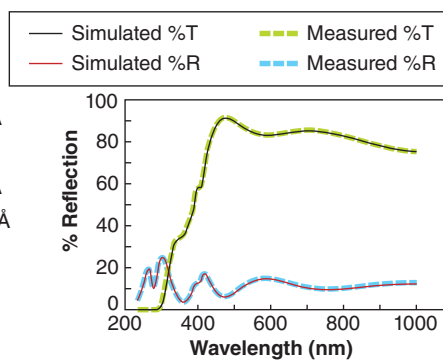 Simulated %T Measured %T
Simulated %R Measured %R
Å
Å
Å
% Reflection
100
80
60
40
20
0
200 400 600 800 1000
Wavelength (nm)